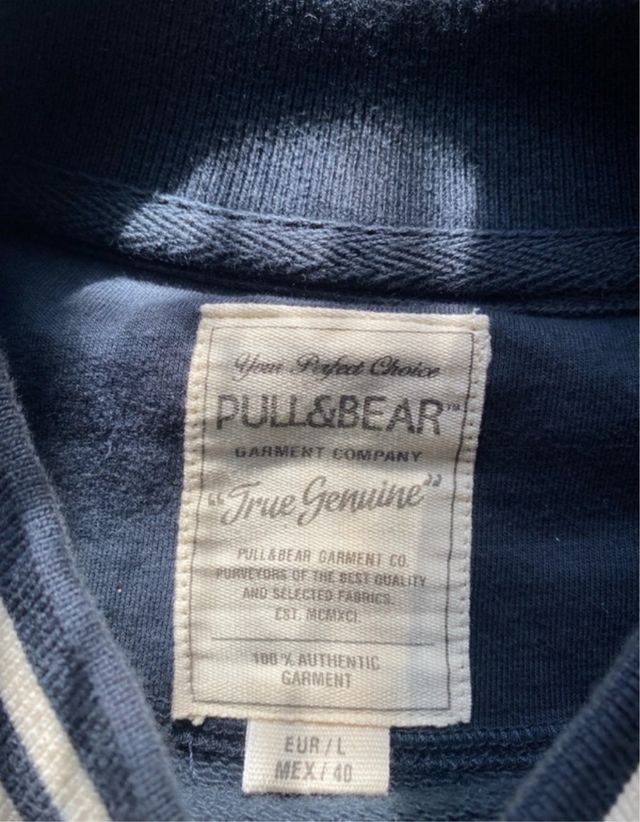 Your Perfect Choice
PULL&BEAR™
GARMENT COMPANY
"True Genuine"
PULL&BEAR GARMENT CO.
PURVEYORS OF THE BEST QUALITY
AND SELECTED FABRICS.
EST. MCMXCI.
100 % AUTHENTIC
GARMENT
EUR / L
MEX / 40